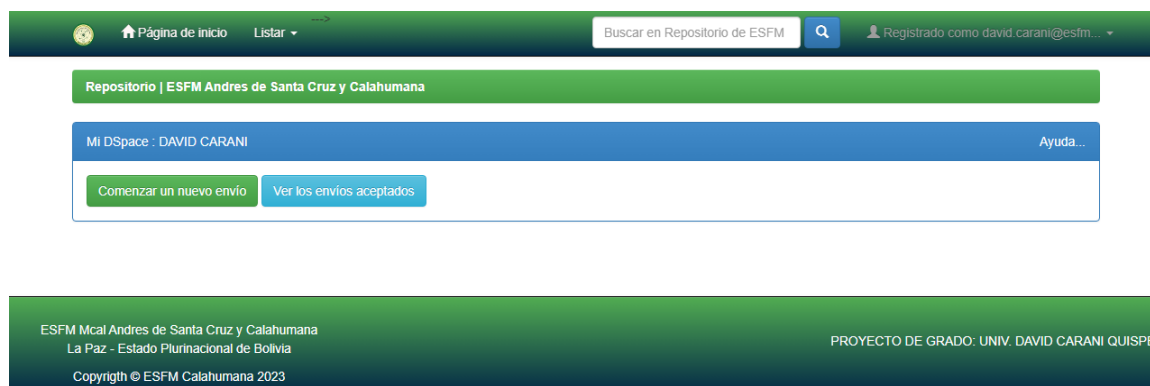 Página de inicio Listar --->
Buscar en Repositorio de ESFM
Registrado como david.carani@esfm...
Repositorio | ESFM Andres de Santa Cruz y Calahumana
Mi DSpace : DAVID CARANI
Ayuda...
Comenzar un nuevo envío
Ver los envíos aceptados
ESFM Mcal Andres de Santa Cruz y Calahumana
La Paz - Estado Plurinacional de Bolivia
Copyrigth © ESFM Calahumana 2023
PROYECTO DE GRADO: UNIV. DAVID CARANI QUISPE